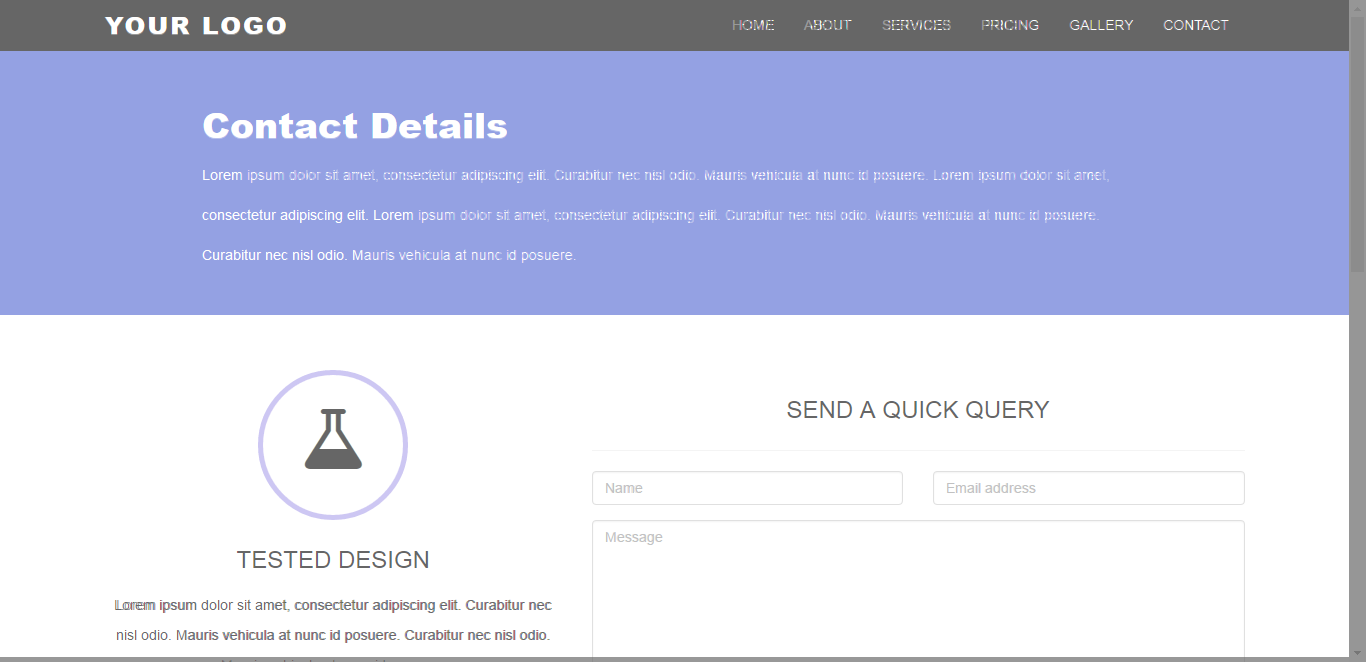 YOUR LOGO
HOME ABOUT SERVICES PRICING GALLERY CONTACT
Contact Details
Lorem ipsum dolor sit amet, consectetur adipiscing elit. Curabitur nec nisl odio. Mauris vehicula at nunc id posuere. Lorem ipsum dolor sit amet,
consectetur adipiscing elit. Lorem ipsum dolor sit amet, consectetur adipiscing elit. Curabitur nec nisl odio. Mauris vehicula at nunc id posuere.
Curabitur nec nisl odio. Mauris vehicula at nunc id posuere.
TESTED DESIGN
Lorem ipsum dolor sit amet, consectetur adipiscing elit. Curabitur nec
nisl odio. Mauris vehicula at nunc id posuere. Curabitur nec nisl odio.
SEND A QUICK QUERY
Name
Email address
Message